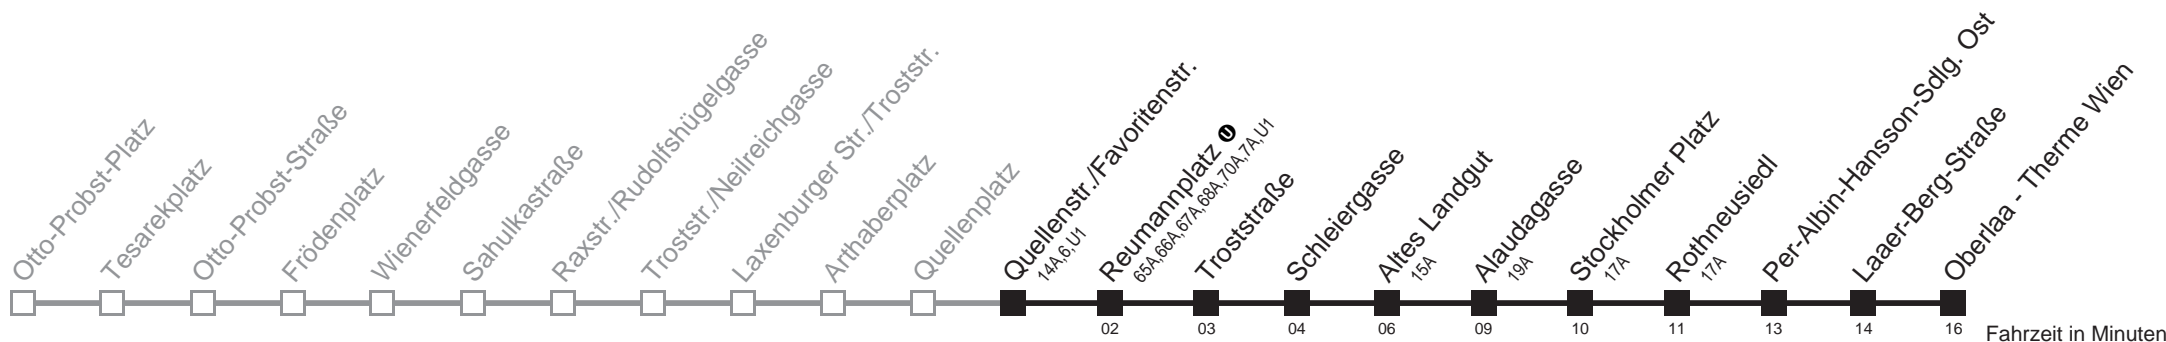 Otto-Probst-Platz
Tesarekplatz
Otto-Probst-Straße
Frödenplatz
Wienerfeldgasse
Sahulkastraße
Raxstr./Rudolfshügelgasse
Troststr./Neilreichgasse
Laxenburger Str./Troststr.
Arthaberplatz
Quellenplatz
Quellenstr./Favoritenstr.
14A,6,U1
Reumannplatz U
65A,66A,67A,68A,70A,7A,U1
Troststraße
Schleiergasse
Altes Landgut
15A
Alaudagasse
19A
Stockholmer Platz
17A
Rothneusiedl
17A
Per-Albin-Hansson-Sdlg. Ost
Laaer-Berg-Straße
Oberlaa - Therme Wien
02 03 04 06 09 10 11 13 14 16 Fahrzeit in Minuten